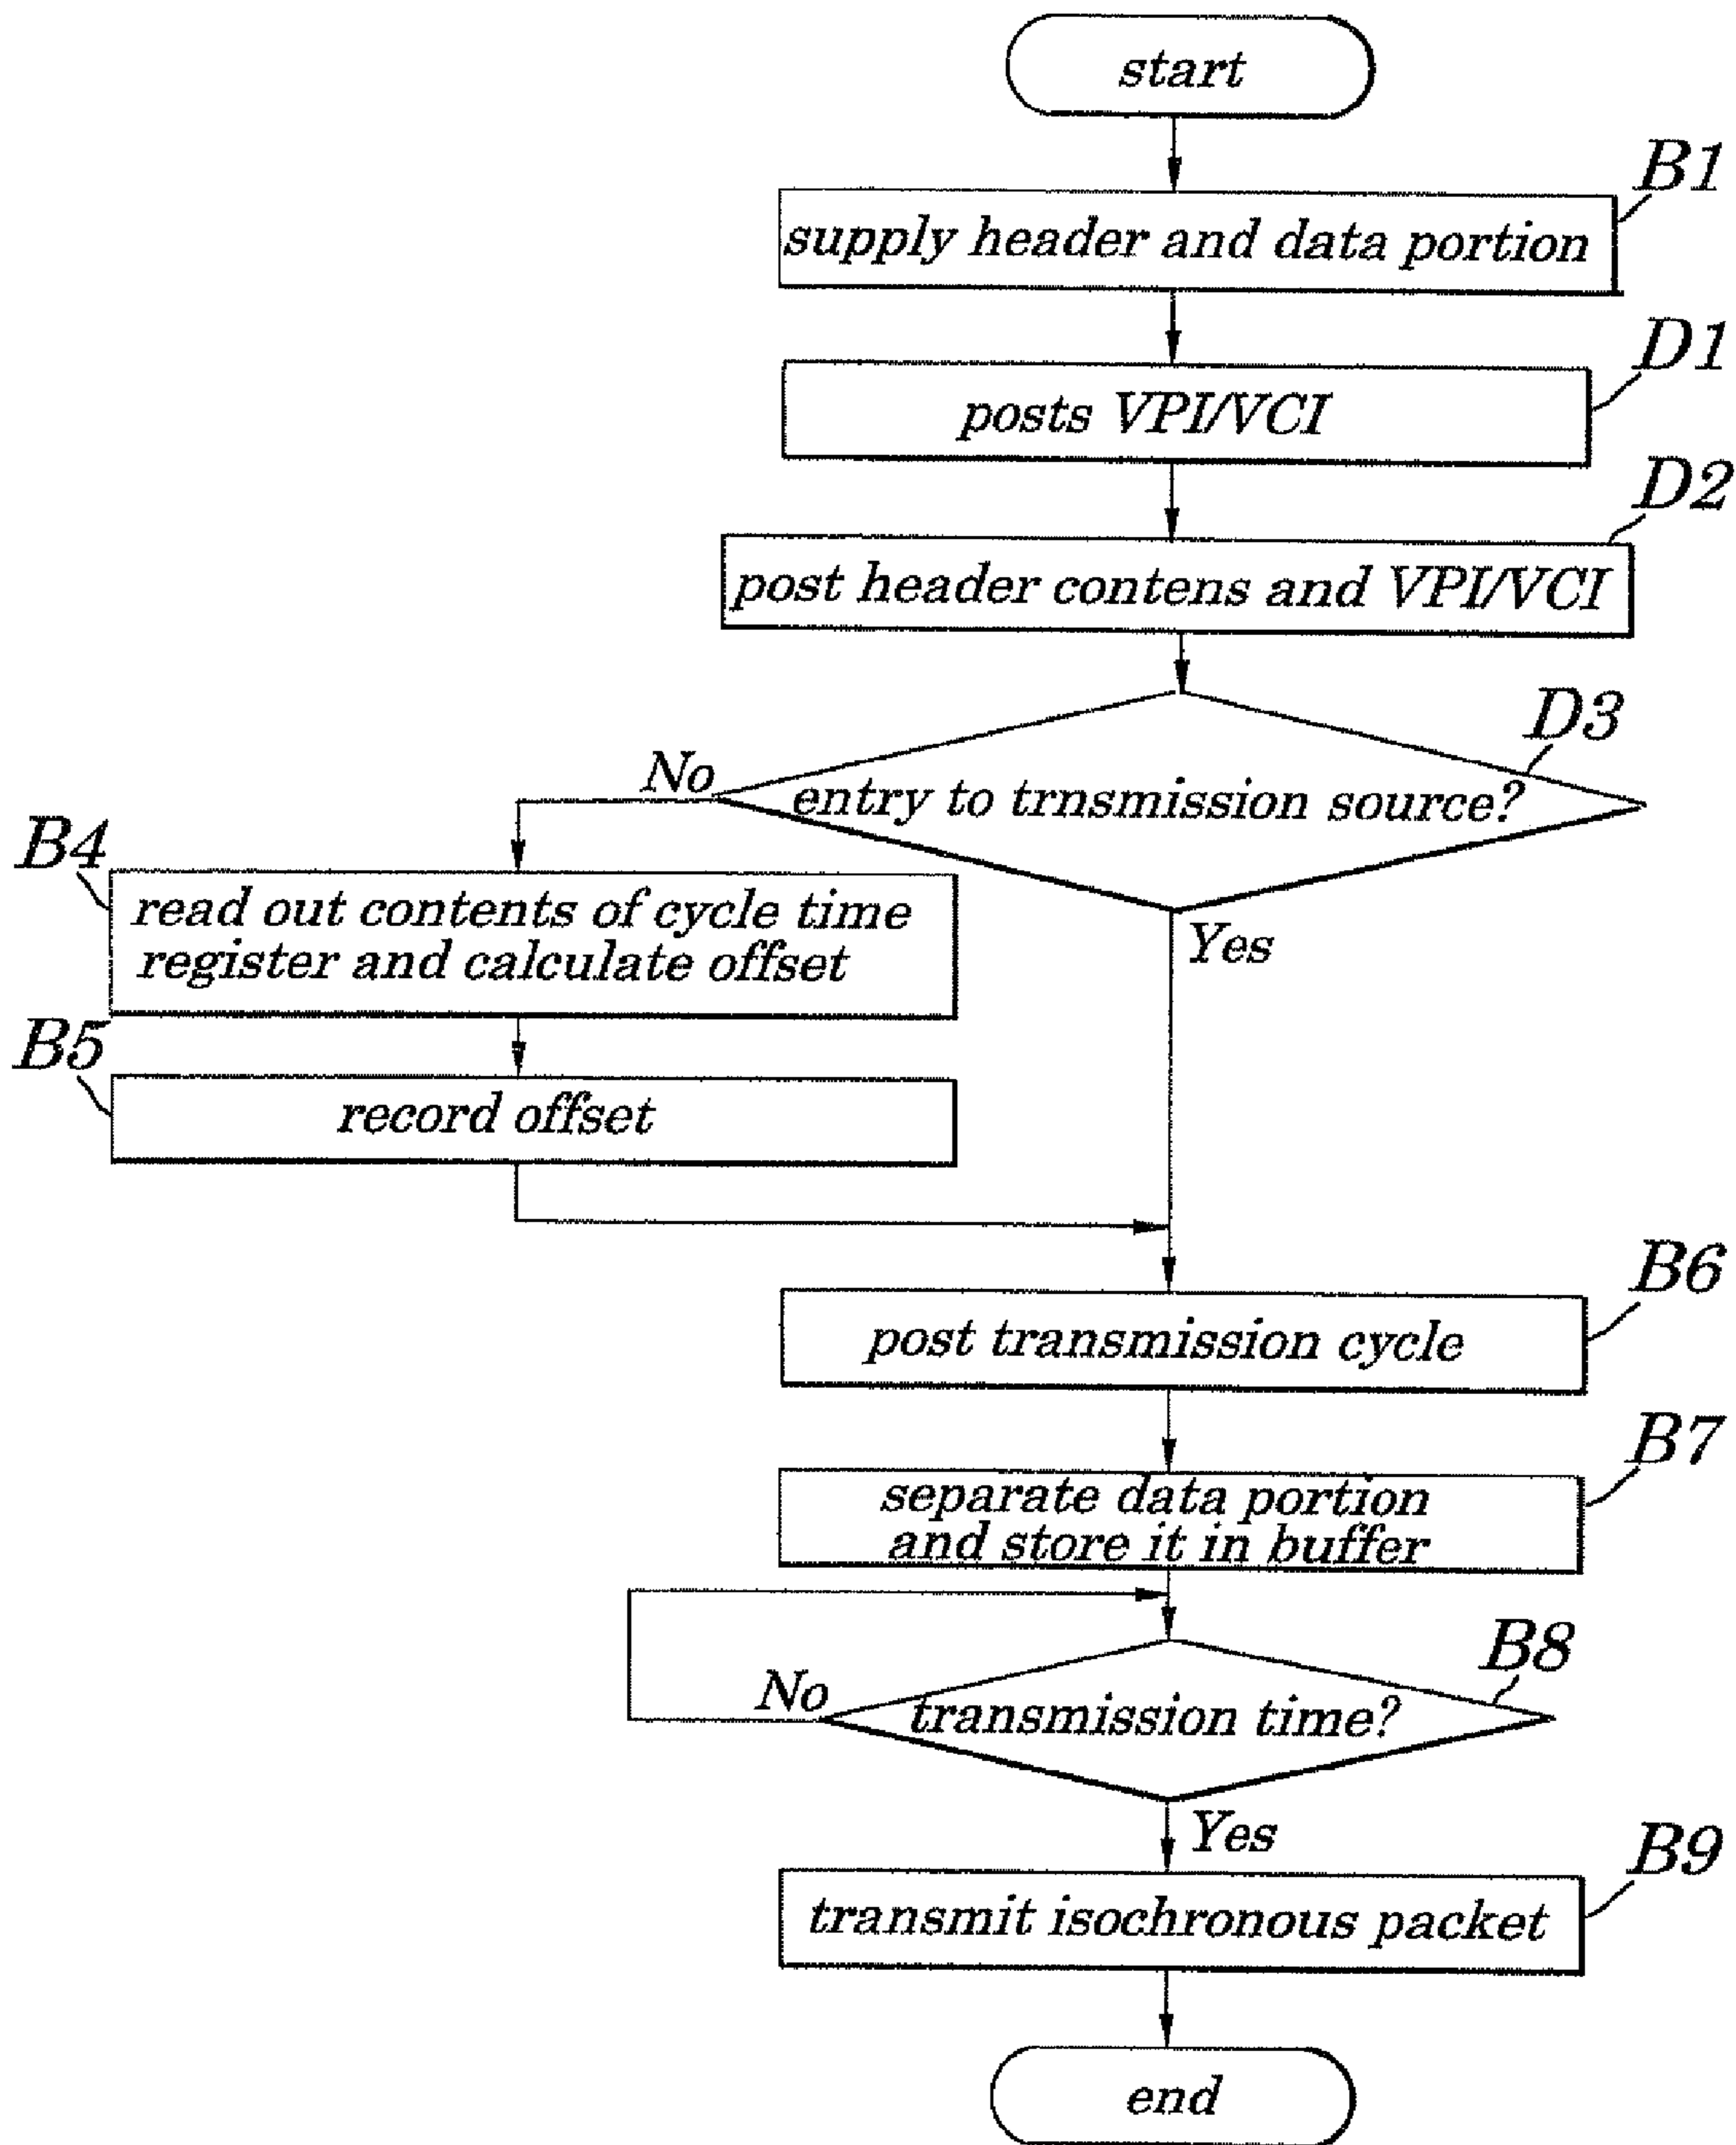 start
B1
supply header and data portion
D1
posts VPI/VCI
D2
post header contens and VPI/VCI
D3
No
entry to trnsmission source?
B4
Yes
read out contents of cycle time
register and calculate offset
B5
record offset
B6
post transmission cycle
B7
separate data portion
and store it in buffer
B8
No
transmission time?
Yes
B9
transmit isochronous packet
end